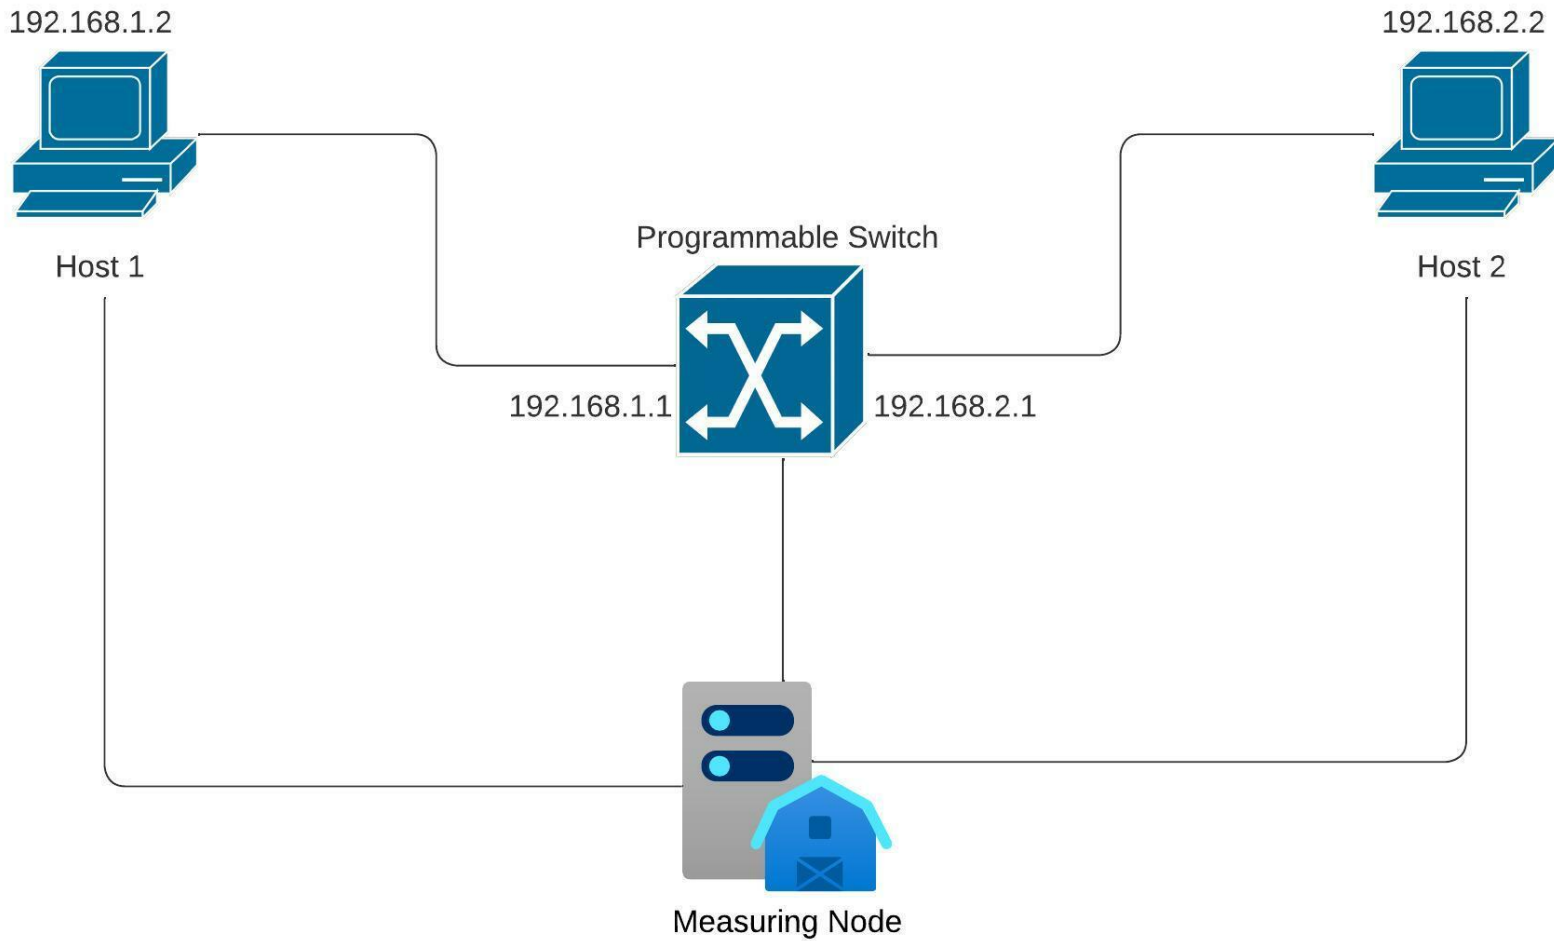 192.168.1.2
192.168.2.2
Programmable Switch
Host 1
Host 2
192.168.1.1
192.168.2.1
Measuring Node